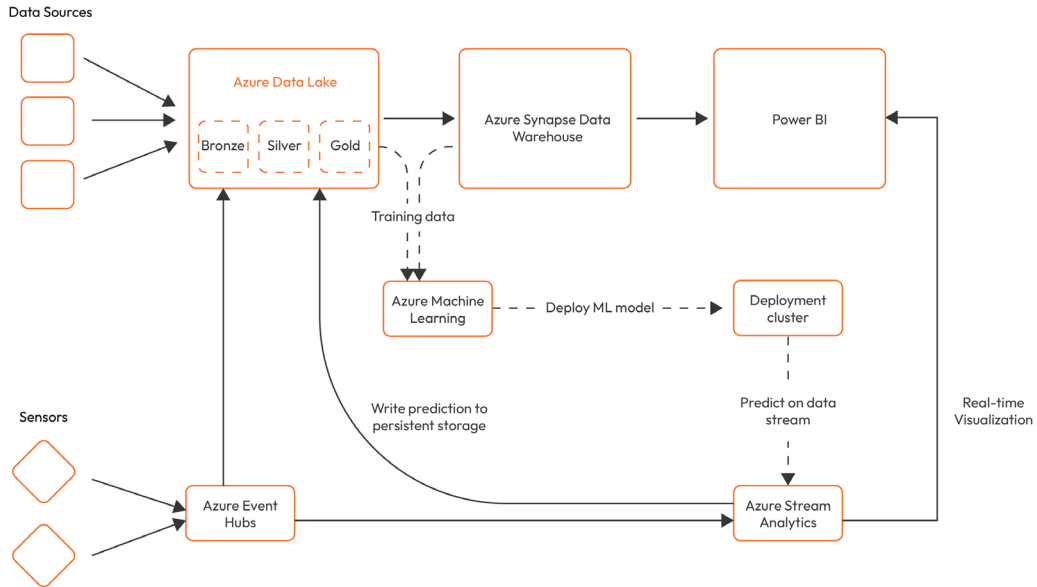 Data Sources
Azure Data Lake
Bronze
Silver
Gold
Azure Synapse Data
Warehouse
Power BI
Training data
Azure Machine
Learning
Deploy ML model
Deployment
cluster
Write prediction to
persistent storage
Predict on data
stream
Real-time
Visualization
Sensors
Azure Event
Hubs
Azure Stream
Analytics